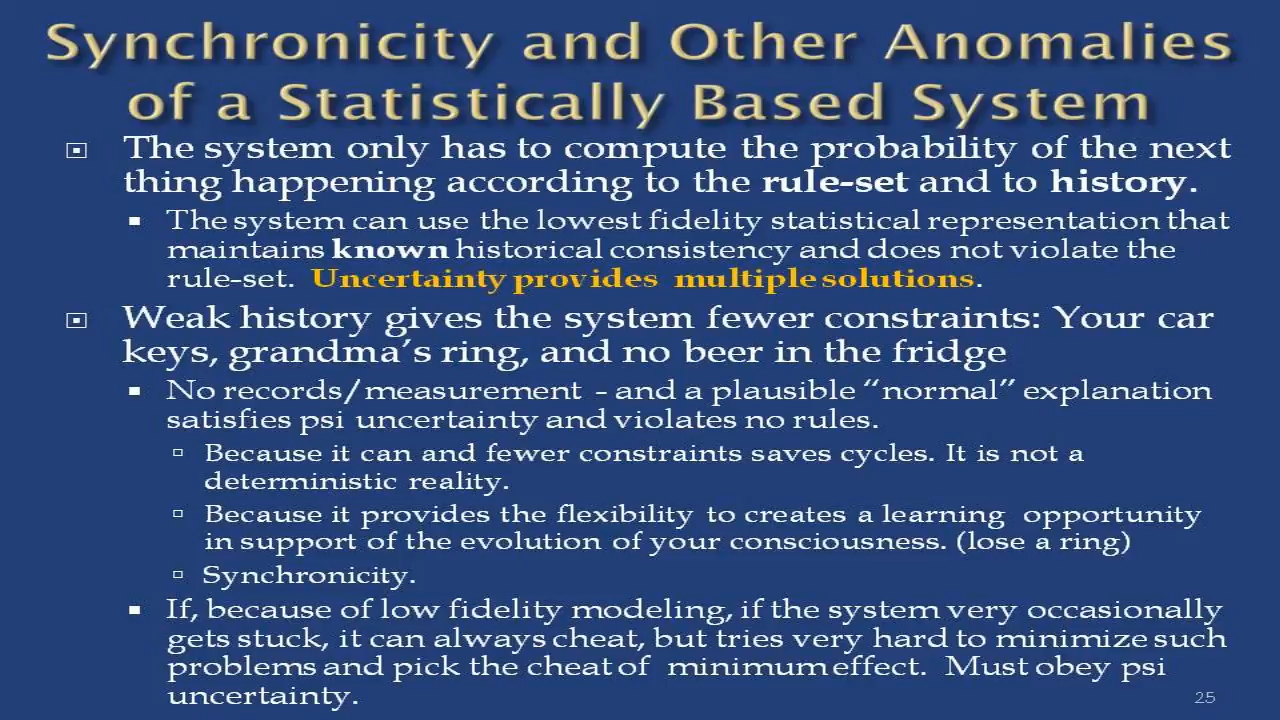 Synchronicity and Other Anomalies
of a Statistically Based System
The system only has to compute the probability of the next
thing happening according to the rule-set and to history.
The system can use the lowest fidelity statistical representation that
maintains known historical consistency and does not violate the
rule-set. Uncertainty provides multiple solutions.
Weak history gives the system fewer constraints: Your car
keys, grandma's ring, and no beer in the fridge
No records/measurement - and a plausible “normal” explanation
satisfies psi uncertainty and violates no rules.
Because it can and fewer constraints saves cycles. It is not a
deterministic reality.
Because it provides the flexibility to creates a learning opportunity
in support of the evolution of your consciousness. (lose a ring)
Synchronicity.
If, because of low fidelity modeling, if the system very occasionally
gets stuck, it can always cheat, but tries very hard to minimize such
problems and pick the cheat of minimum effect. Must obey psi
uncertainty.
25